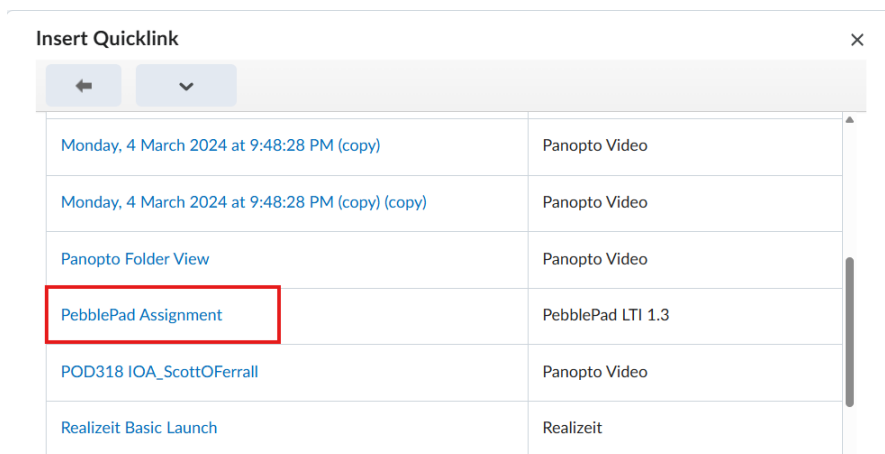 Insert Quicklink
Monday, 4 March 2024 at 9:48:28 PM (copy) Panopto Video
Monday, 4 March 2024 at 9:48:28 PM (copy) (copy) Panopto Video
Panopto Folder View Panopto Video
PebblePad Assignment PebblePad LTI 1.3
POD318 IOA_ScottOFerrall Panopto Video
Realizeit Basic Launch Realizeit